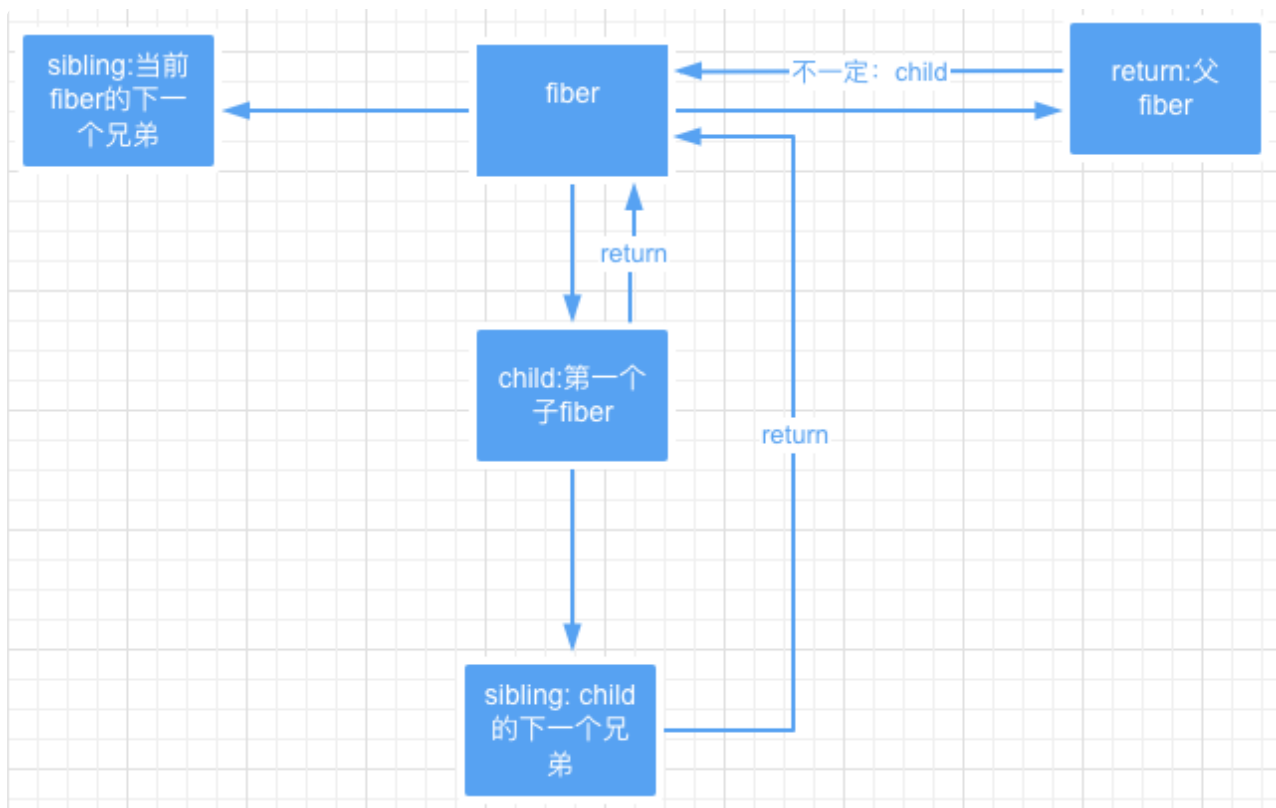 sibling:当前
fiber的下一
个兄弟
fiber
不一定：child
return:父
fiber
return
child:第一个
子fiber
return
sibling: child
的下一个兄
弟